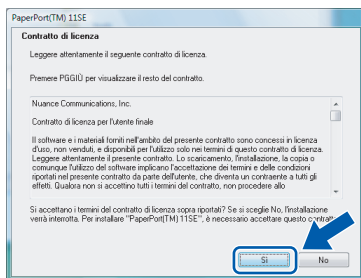 PaperPort(TM) 11SE
Contratto di licenza
Leggere attentamente il seguente contratto di licenza.
Premere PGGIÙ per visualizzare il resto del contratto.
Nuance Communications, Inc.
Contratto di licenza per l'utente finale
Il software e i materiali forniti nell'ambito del presente contratto sono concessi in licenza
d'uso, non venduti, e disponibili per l'utilizzo solo nei termini di questo contratto di licenza.
Leggere attentamente il presente contratto. Lo scaricamento, l'installazione, la copia o
comunque l'utilizzo del software implicano l'accettazione dei termini e delle condizioni
riportati nel presente contratto da parte dell'utente, che diventa un contraente a tutti gli
effetti. Qualora non si accettino tutti i termini del contratto, non procedere allo
Si accettano i termini del contratto di licenza sopra riportati? Se si sceglie No, l'installazione
verrà interrotta. Per installare "PaperPort(TM) 11SE", è necessario accettare questo
Sì
No